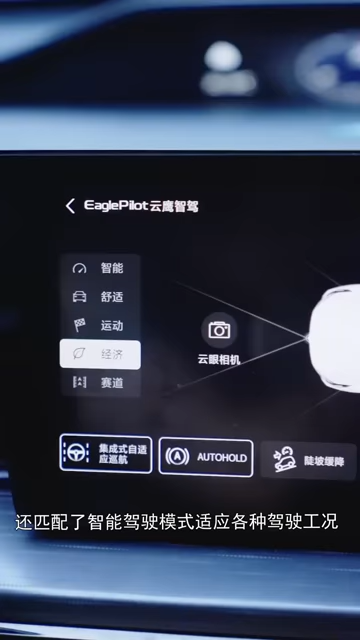 EaglePilot云鹰智驾
智能
舒适
运动
经济
赛道
云眼相机
集成式自适
应巡航
AUTOHOLD
陡坡缓降
还匹配了智能驾驶模式适应各种驾驶工况